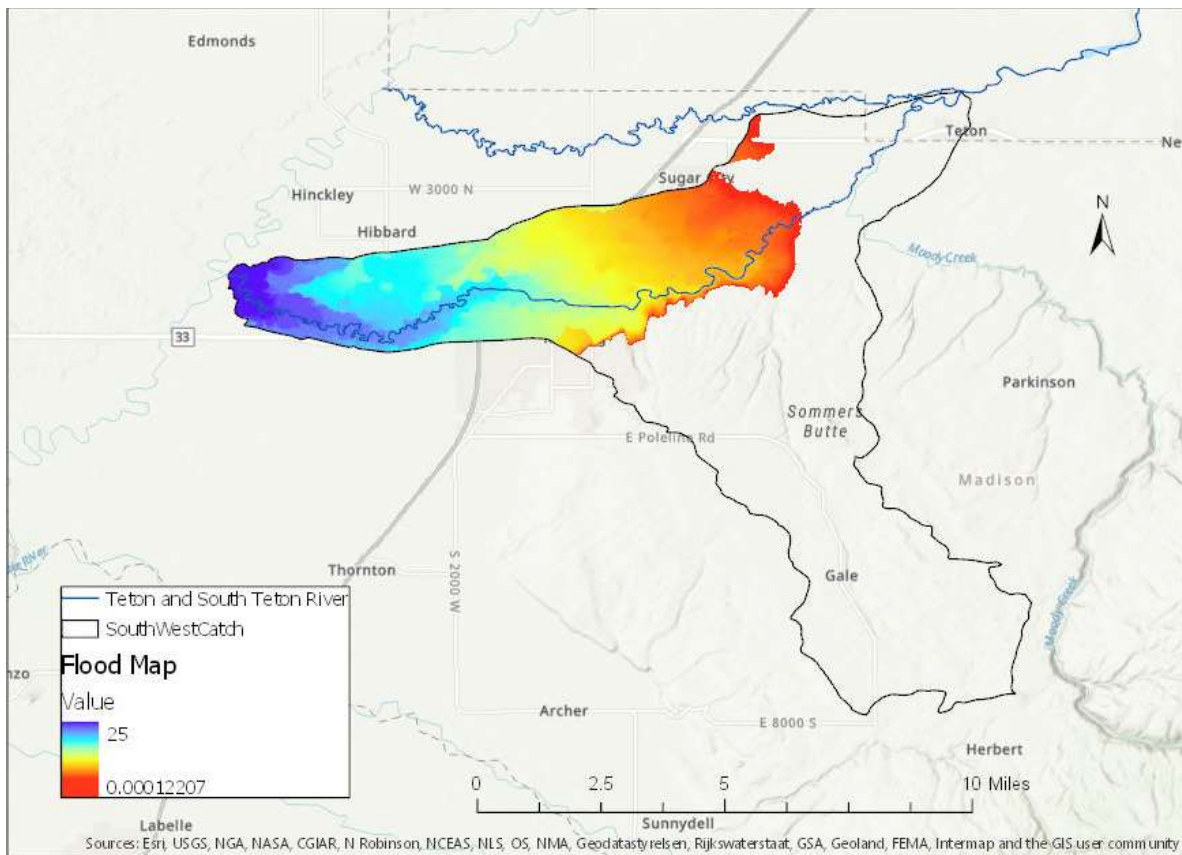 Edmonds
Teton
Ne
Sugar City
W 3000 N
Hinckley
N
Hibbard
Moody Creek
33
Parkinson
Sommers
Butte
E Poleline Rd
Madison
Thornton
Gale
S 2000 W
Moody Creek
Teton and South Teton River
SouthWestCatch
Flood Map
Value
25
0.00012207
nzo
Archer
E 8000 S
Herbert
0 2.5 5 10 Miles
Labelle
Sunnydell
Sources: Esri, USGS, NGA, NASA, CGIAR, N Robinson, NCEAS, NLS, OS, NMA, Geodatastyrelsen, Rijkswaterstaat, GSA, Geoland, FEMA, Intermap and the GIS user community